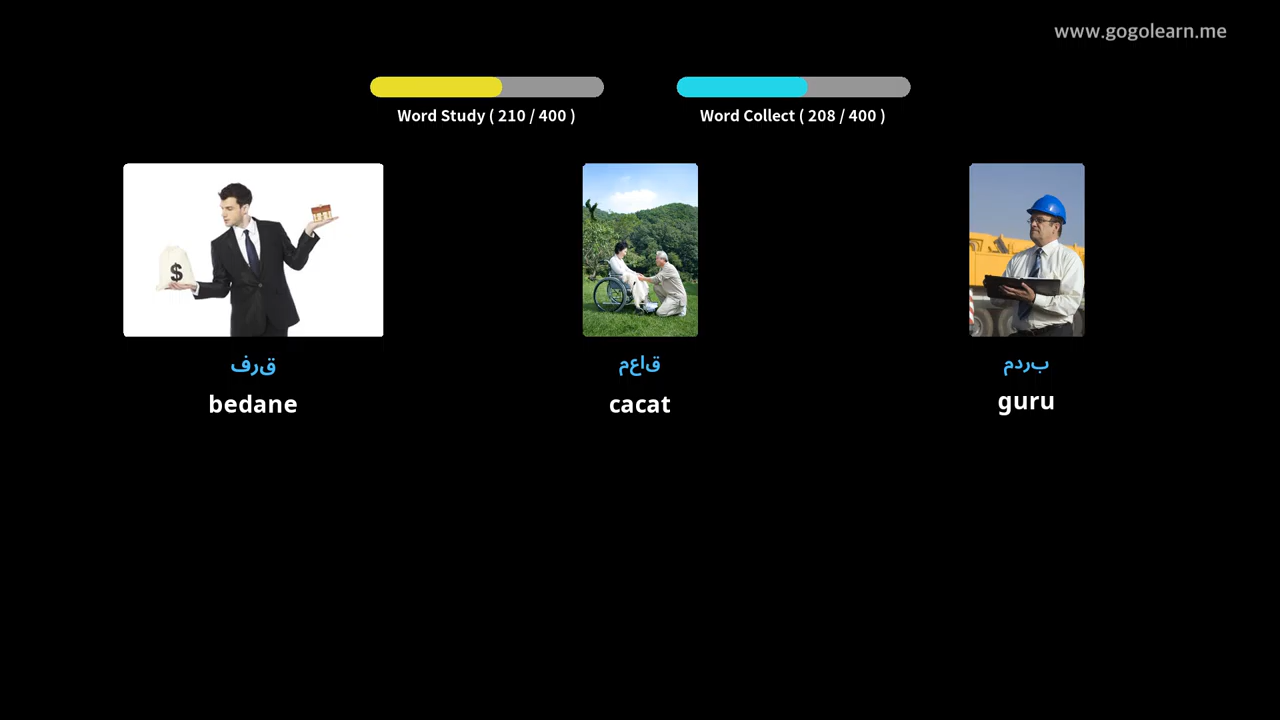 www.gogolearn.me
Word Study ( 210 / 400 )
Word Collect ( 208 / 400 )
قرف
قاعم
بردم
bedane
cacat
guru